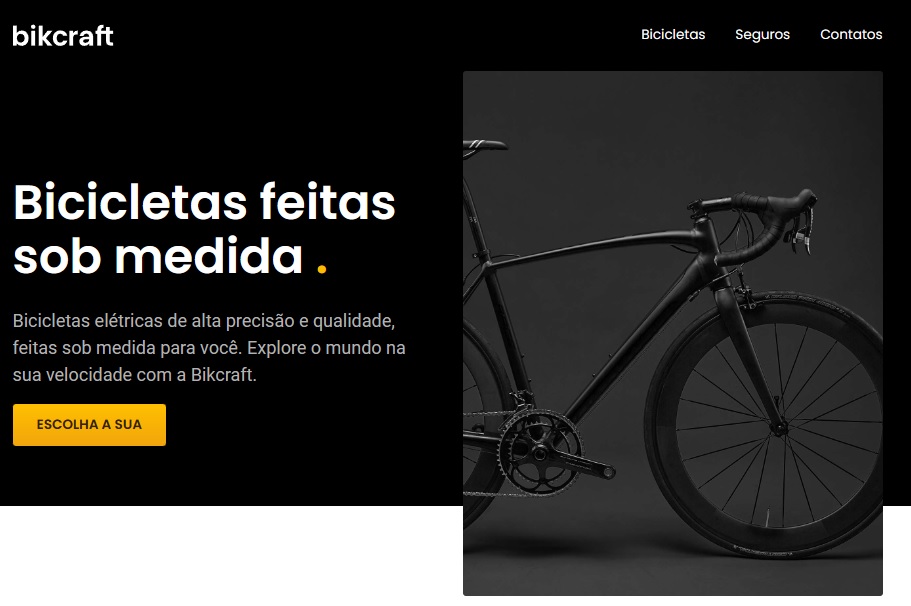 bikcraft
Bicicletas
Seguros
Contatos
Bicicletas feitas
sob medida .
Bicicletas elétricas de alta precisão e qualidade,
feitas sob medida para você. Explore o mundo na
sua velocidade com a Bikcraft.
ESCOLHA A SUA